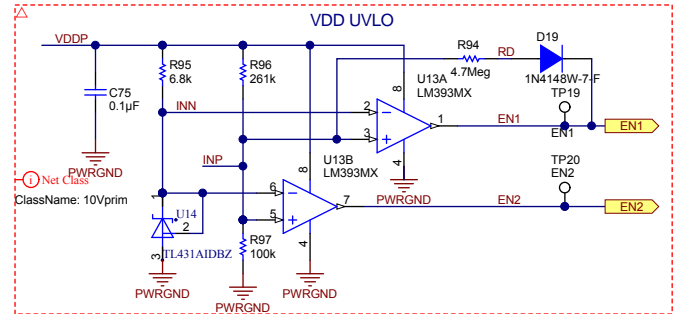 VDD UVLO
VDDP
R95
6.8k
R96
261k
R94
4.7Meg
RD
D19
1N4148W-7-F
U13A
LM393MX
8
C75
0.1µF
INN
2
3
1
EN1
TP19
EN1
EN1
4
PWRGND
PWRGND
INP
U13B
LM393MX
8
i Net Class
ClassName: 10Vprim
1
U14
2
3
TL431AIDBZ
6
5
7
EN2
TP20
EN2
EN2
4
R97
100k
PWRGND
PWRGND
PWRGND